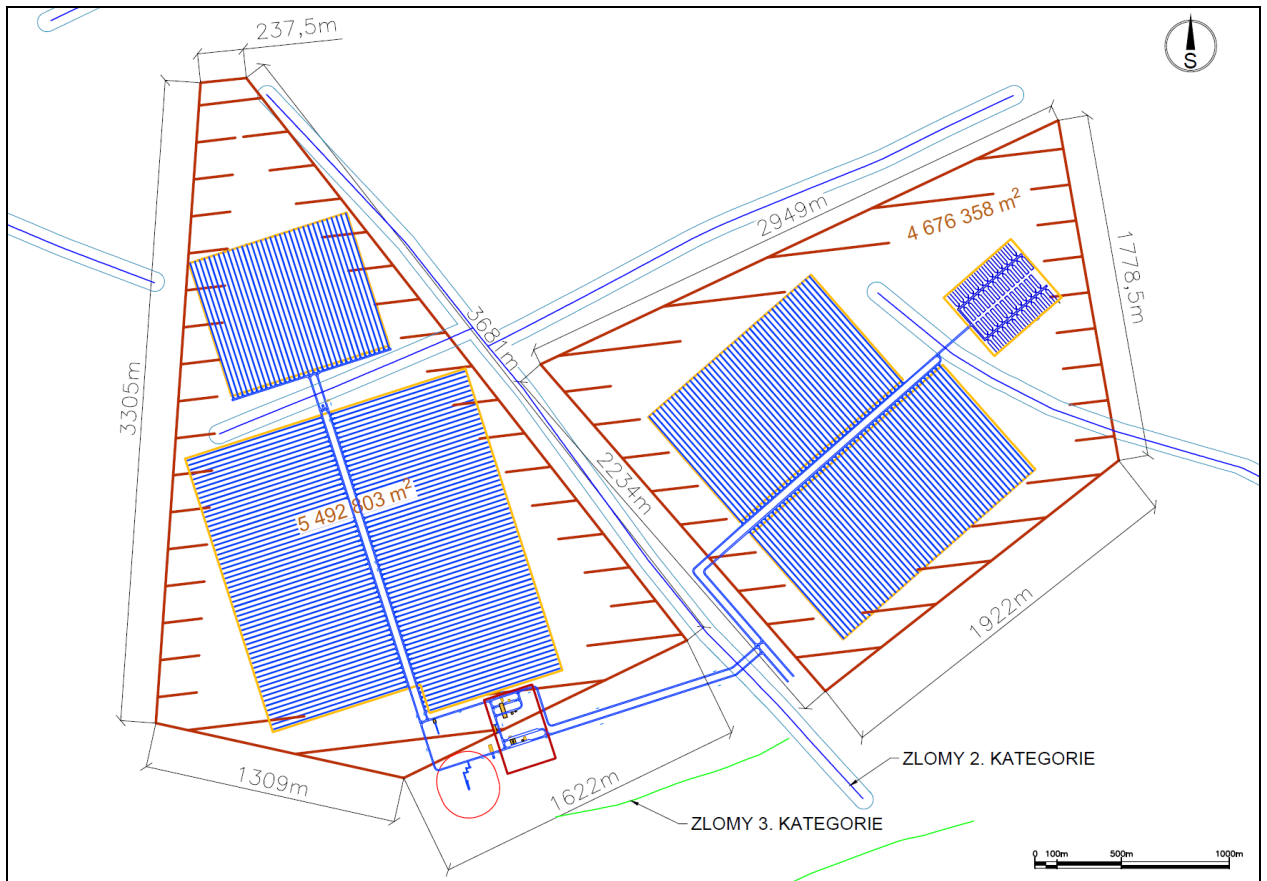 237,5m
S
2949m
4 676 358 m²
1778,5m
3681m
3305m
2234m
5 492 803 m²
1922m
ZLOMY 2. KATEGORIE
1309m
1622m
ZLOMY 3. KATEGORIE
0 100m 500m 1000m